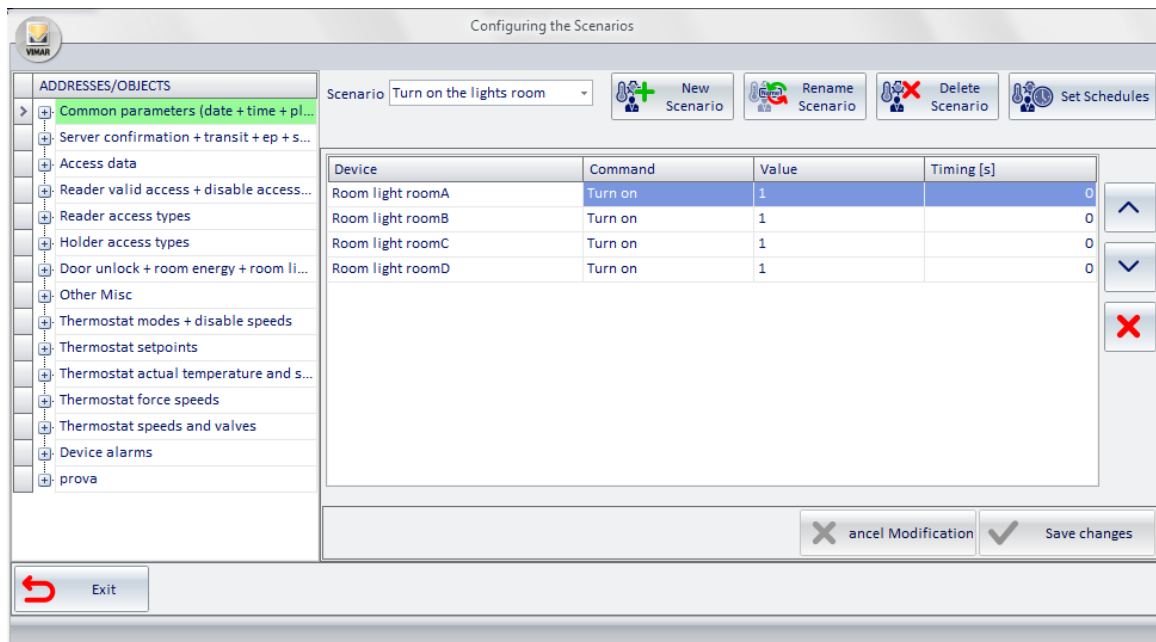 Configuring the Scenarios
VIMAR
ADDRESSES/OBJECTS
Common parameters (date + time + pl...
Server confirmation + transit + ep + s...
Access data
Reader valid access + disable access...
Reader access types
Holder access types
Door unlock + room energy + room li...
Other Misc
Thermostat modes + disable speeds
Thermostat setpoints
Thermostat actual temperature and s...
Thermostat force speeds
Thermostat speeds and valves
Device alarms
prova
Scenario Turn on the lights room
New
Scenario
Name
Rename
Scenario
Delete
Scenario
Set Schedules
Device Command Value Timing [s]
Room light roomA Turn on 1 0
Room light roomB Turn on 1 0
Room light roomC Turn on 1 0
Room light roomD Turn on 1 0
ancel Modification
Save changes
Exit